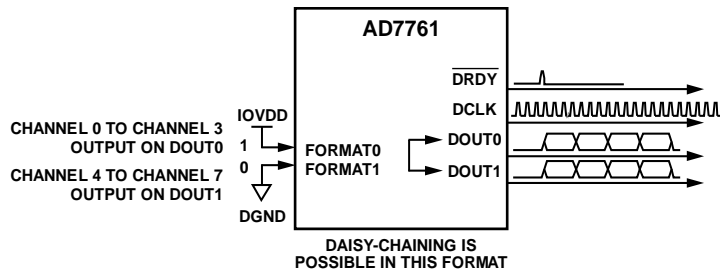 AD7761
DRDY
DCLK
IOVDD
CHANNEL 0 TO CHANNEL 3
OUTPUT ON DOUT0
1
FORMAT0
DOUT0
0
FORMAT1
CHANNEL 4 TO CHANNEL 7
OUTPUT ON DOUT1
DOUT1
DGND
DAISY-CHAINING IS
POSSIBLE IN THIS FORMAT